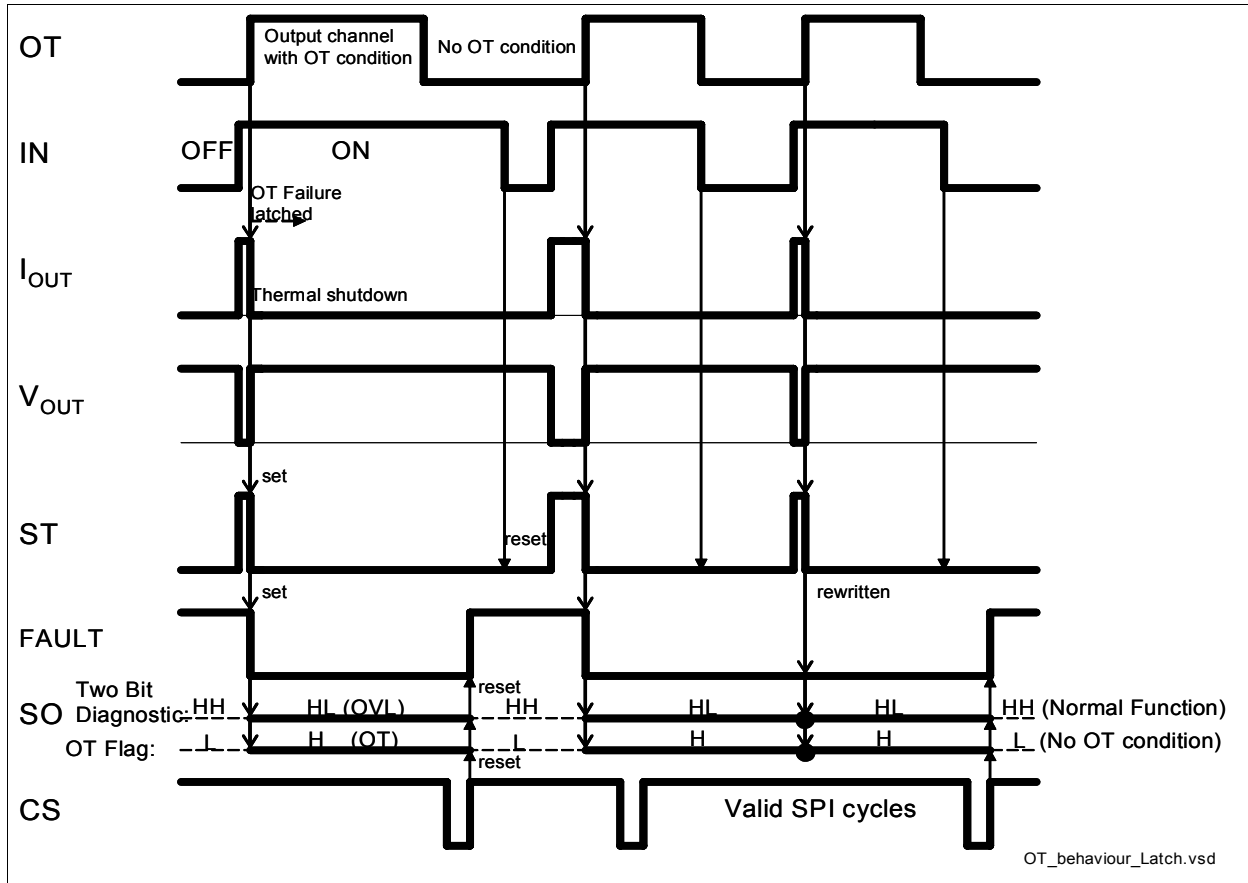 OT
Output channel
with OT condition
No OT condition
IN
OFF
ON
OT Failure
latched
IOUT
Thermal shutdown
VOUT
set
ST
reset
set
rewritten
FAULT
reset
Two Bit
Diagnostic:
SO
HH
HL (OVL)
HH
HL
HL
HH (Normal Function)
OT Flag:
L
H (OT)
L
H
H
L (No OT condition)
reset
CS
Valid SPI cycles
OT_behaviour_Latch.vsd